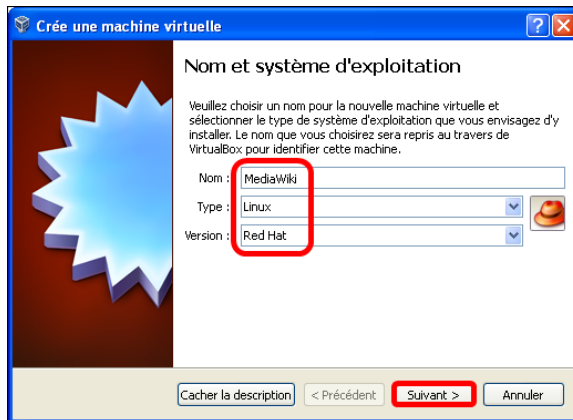 Crée une machine virtuelle
Nom et système d'exploitation
Veuillez choisir un nom pour la nouvelle machine virtuelle et
sélectionner le type de système d'exploitation que vous envisagez d'y
installer. Le nom que vous choisirez sera repris au travers de
VirtualBox pour identifier cette machine.
Nom : MediaWiki
Type : Linux
Version : Red Hat
Cacher la description < Précédent Suivant > Annuler